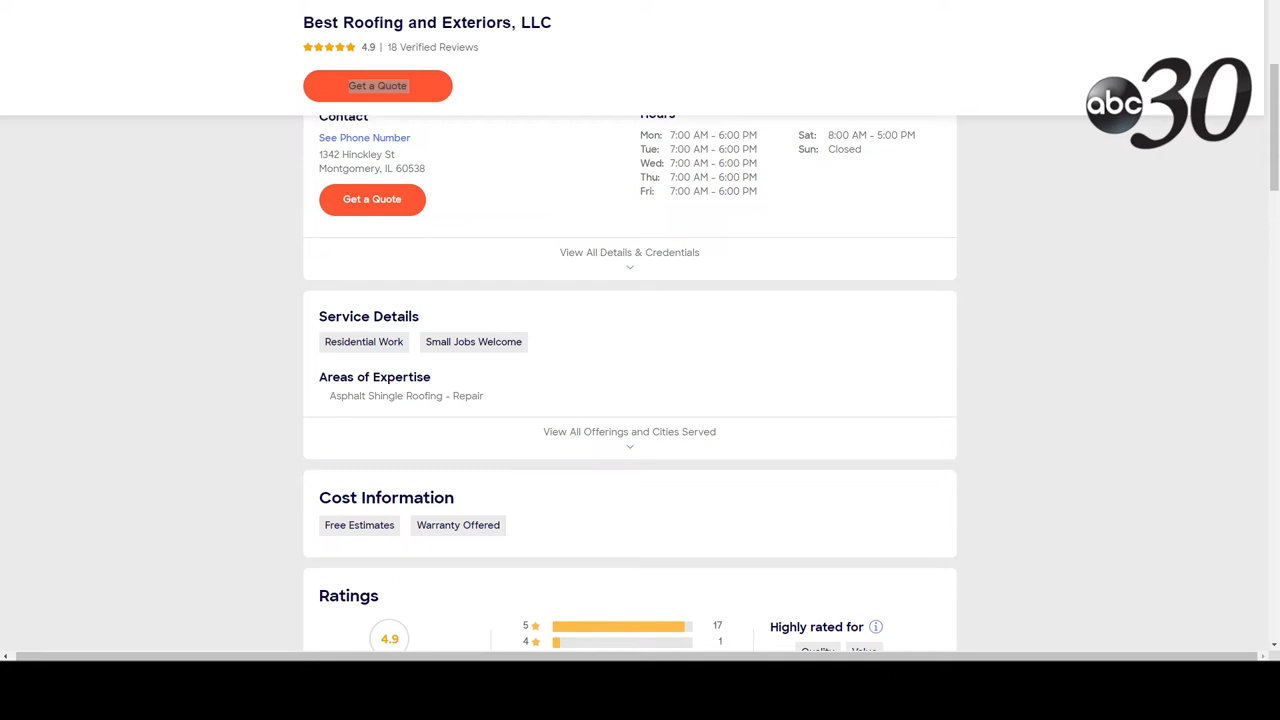 Best Roofing and Exteriors, LLC
4.9 | 18 Verified Reviews
Get a Quote
abc 30
Contact
See Phone Number
1342 Hinckley St
Montgomery, IL 60538
Get a Quote
Hours
Mon: 7:00 AM - 6:00 PM
Tue: 7:00 AM - 6:00 PM
Wed: 7:00 AM - 6:00 PM
Thu: 7:00 AM - 6:00 PM
Fri: 7:00 AM - 6:00 PM
Sat: 8:00 AM - 5:00 PM
Sun: Closed
View All Details & Credentials
Service Details
Residential Work Small Jobs Welcome
Areas of Expertise
Asphalt Shingle Roofing - Repair
View All Offerings and Cities Served
Cost Information
Free Estimates Warranty Offered
Ratings
4.9
5 17
4 1
Highly rated for
Quality Value